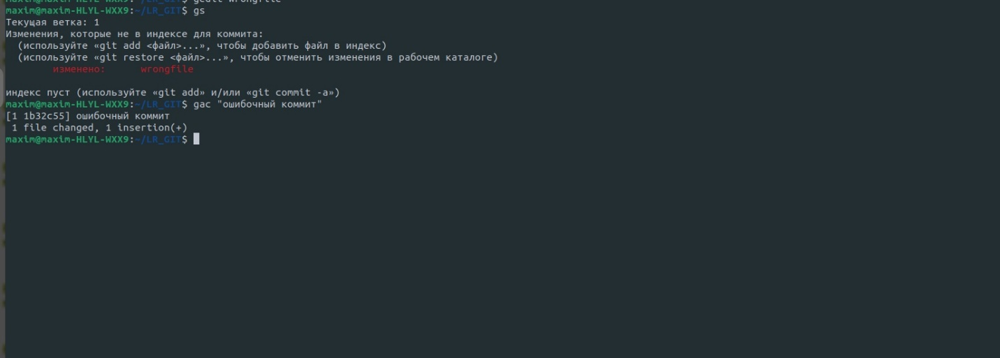 maxim@maxim-HLYL-WXX9:~/LR_GIT$ gedit wrongfile
maxim@maxim-HLYL-WXX9:~/LR_GIT$ gs
Текущая ветка: 1
Изменения, которые не в индексе для коммита:
  (используйте «git add <файл>...», чтобы добавить файл в индекс)
  (используйте «git restore <файл>...», чтобы отменить изменения в рабочем каталоге)
        изменено:      wrongfile
индекс пуст (используйте «git add» и/или «git commit -a»)
maxim@maxim-HLYL-WXX9:~/LR_GIT$ gac "ошибочный коммит"
[1 1b32c55] ошибочный коммит
 1 file changed, 1 insertion(+)
maxim@maxim-HLYL-WXX9:~/LR_GIT$